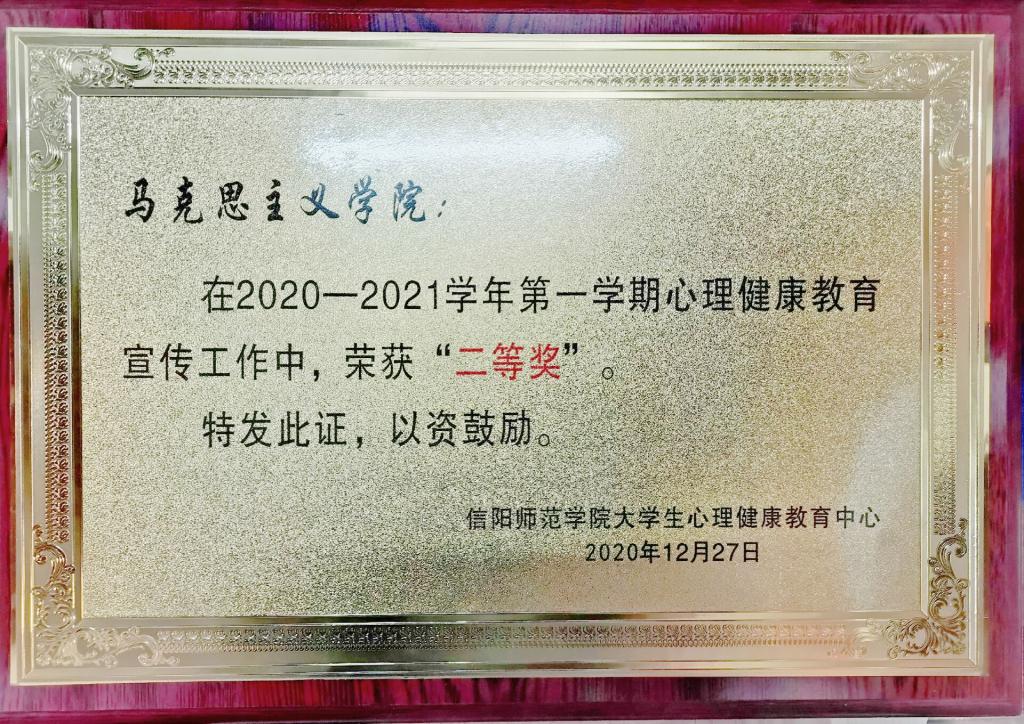 马克思主义学院：
在2020—2021学年第一学期心理健康教育
宣传工作中，荣获“二等奖”。
特发此证，以资鼓励。
信阳师范学院大学生心理健康教育中心
2020年12月27日